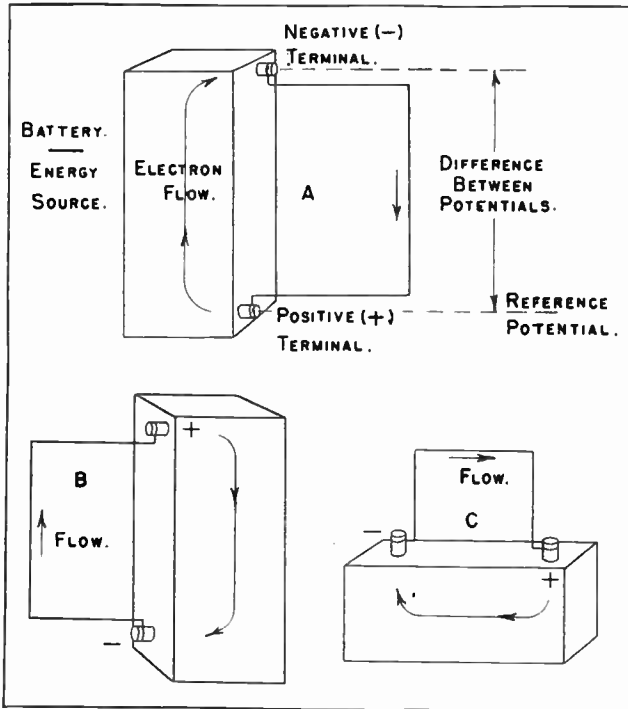 NEGATIVE (-)
TERMINAL.
BATTERY.
ENERGY
SOURCE.
ELECTRON
FLOW.
A
DIFFERENCE
BETWEEN
POTENTIALS.
POSITIVE (+)
TERMINAL.
REFERENCE
POTENTIAL.
+
B
FLOW.
-
FLOW.
C
-
+